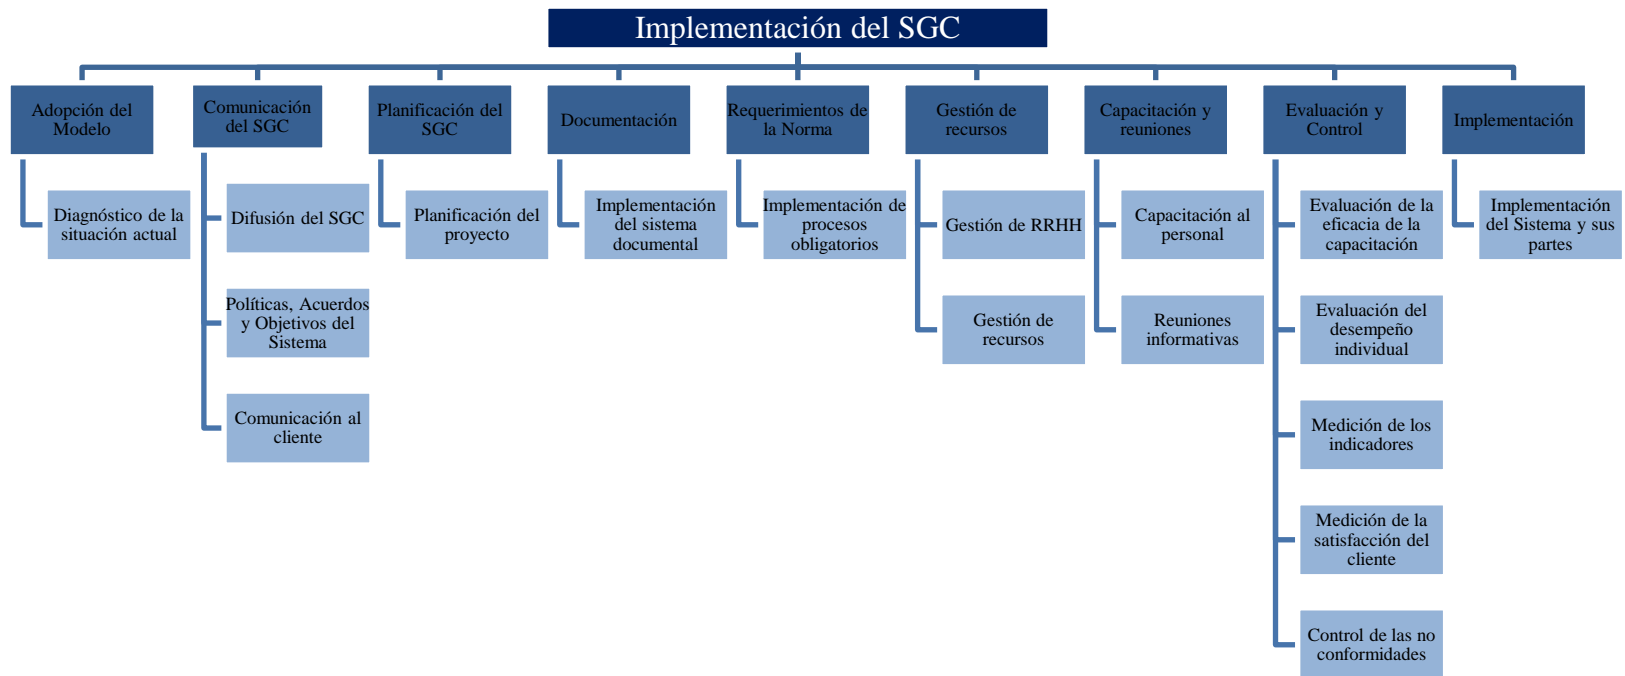 Implementación del SGC
Adopción del
Modelo
Comunicación
del SGC
Planificación del
SGC
Documentación
Requerimientos de
la Norma
Gestión de
recursos
Capacitación y
reuniones
Evaluación y
Control
Implementación
Diagnóstico de la
situación actual
Difusión del SGC
Políticas, Acuerdos
y Objetivos del
Sistema
Comunicación al
cliente
Planificación del
proyecto
Implementación
del sistema
documental
Implementación de
procesos
obligatorios
Gestión de RRHH
Gestión de
recursos
Capacitación al
personal
Reuniones
informativas
Evaluación de la
eficacia de la
capacitación
Evaluación del
desempeño
individual
Medición de los
indicadores
Medición de la
satisfacción del
cliente
Control de las no
conformidades
Implementación
del Sistema y sus
partes